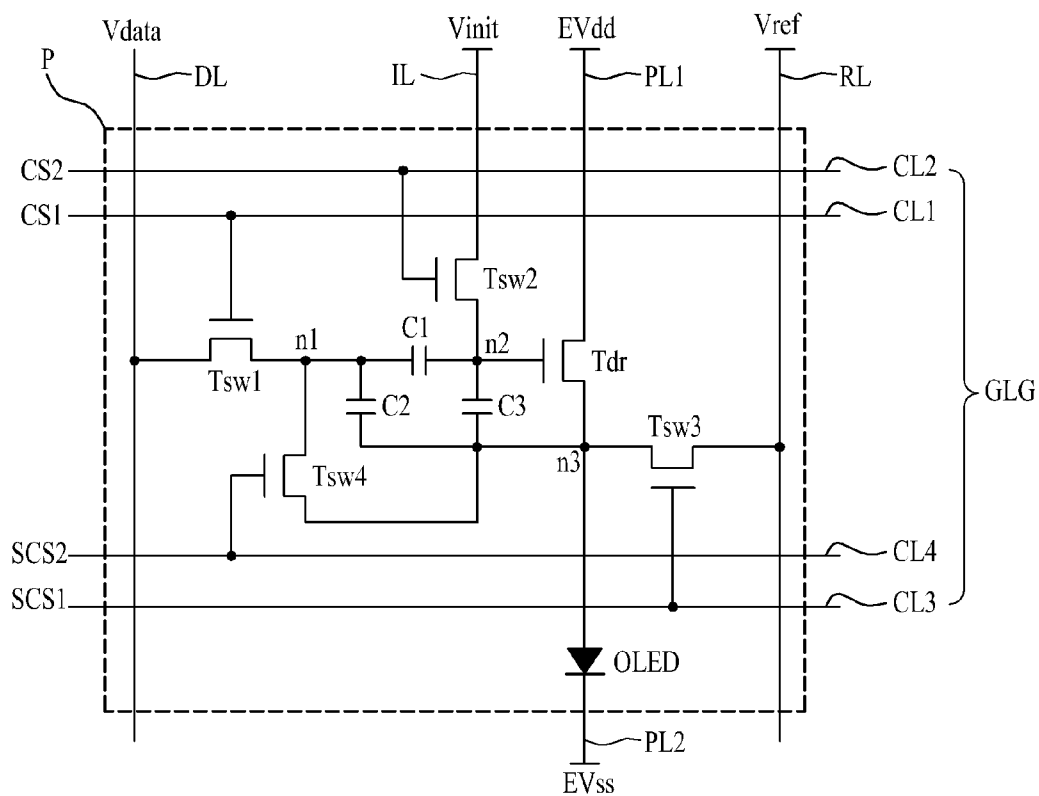 Vdata Vinit EVdd Vref
P DL IL PL1 RL
CS2 CL2
CS1 CL1
Tsw2
C1
n1 n2
Tdr
Tsw1
C2 C3 GLG
Tsw3
n3
Tsw4
SCS2 CL4
SCS1 CL3
OLED
PL2
EVss